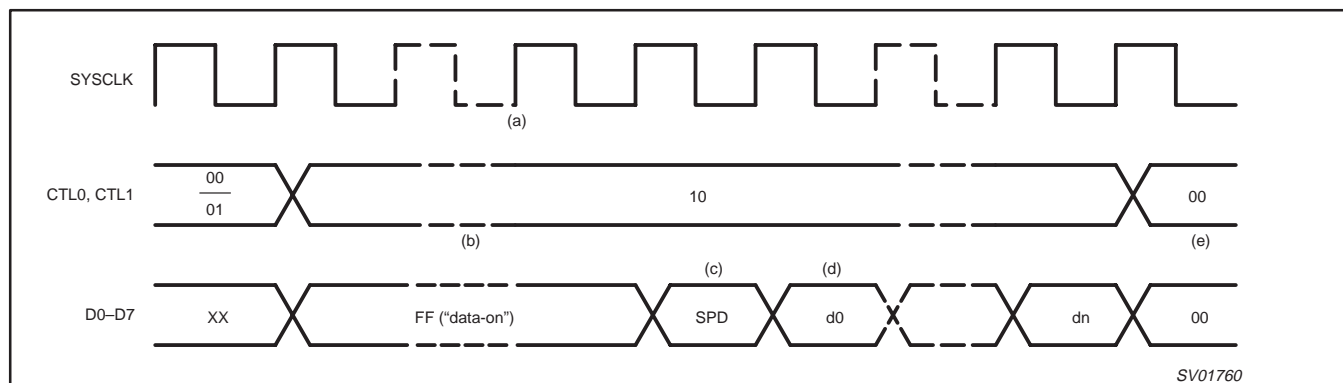 SYSCLK
(a)
CTL0, CTL1
00
01
10
00
(b)
(e)
(c)
(d)
D0–D7
XX
FF (“data-on”)
SPD
d0
dn
00
SV01760